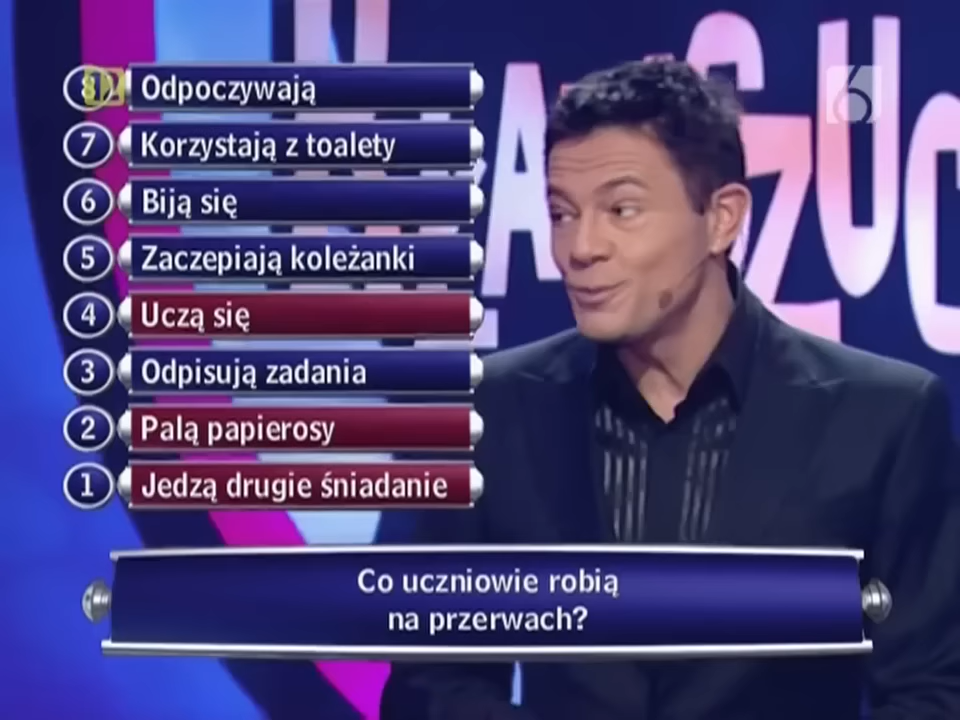 8 Odpoczywają
7 Korzystają z toalety
6 Biją się
5 Zaczepiają koleżanki
4 Uczą się
3 Odpisują zadania
2 Palą papierosy
1 Jedzą drugie śniadanie
Co uczniowie robią
na przerwach?
6